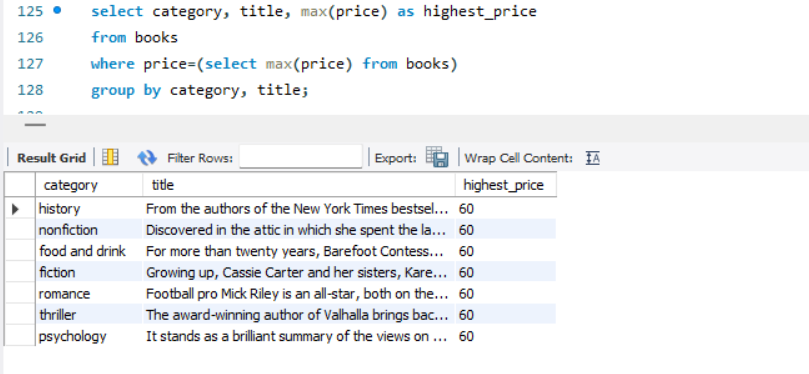 125 select category, title, max(price) as highest_price
126 from books
127 where price=(select max(price) from books)
128 group by category, title;
Result Grid Filter Rows: Export: Wrap Cell Content: IA
category title highest_price
history From the authors of the New York Times bestsel... 60
nonfiction Discovered in the attic in which she spent the la... 60
food and drink For more than twenty years, Barefoot Contess... 60
fiction Growing up, Cassie Carter and her sisters, Kare... 60
romance Football pro Mick Riley is an all-star, both on the... 60
thriller The award-winning author of Valhalla brings bac... 60
psychology It stands as a brilliant summary of the views on ... 60